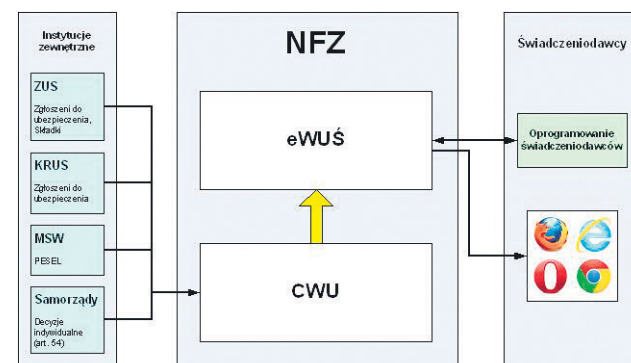 Instytucje
zewnętrzne
ZUS
Zgłoszeni do
ubezpieczenia,
Składki
KRUS
Zgłoszeni do
ubezpieczenia
MSW
PESEL
Samorządy
Decyzje
indywidualne
(art. 54)
NFZ
eWUŚ
CWU
Świadczeniodawcy
Oprogramowanie
świadczeniodawców